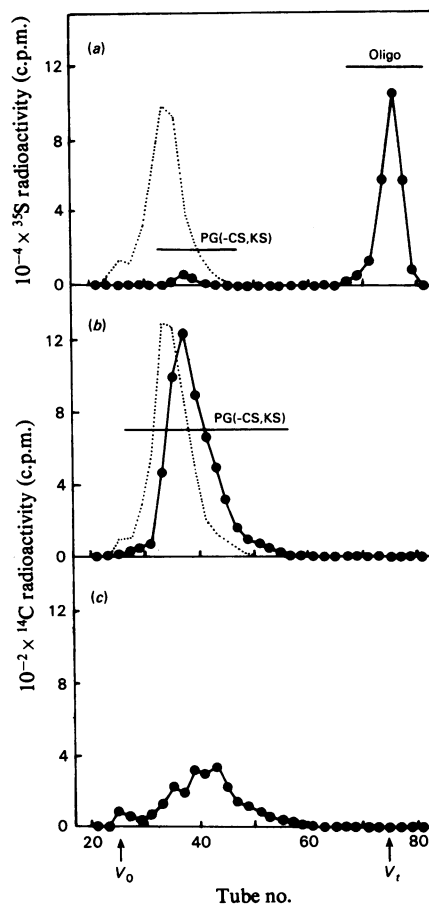 (a)
Oligo
12
8
4
0
PG(-CS,KS)
10⁻⁴ × ³⁵S radioactivity (c.p.m.)
(b)
12
8
4
0
PG(-CS,KS)
10⁻² × ¹⁴C radioactivity (c.p.m.)
(c)
12
8
4
0
20 40 60 80
V₀
Vₜ
Tube no.